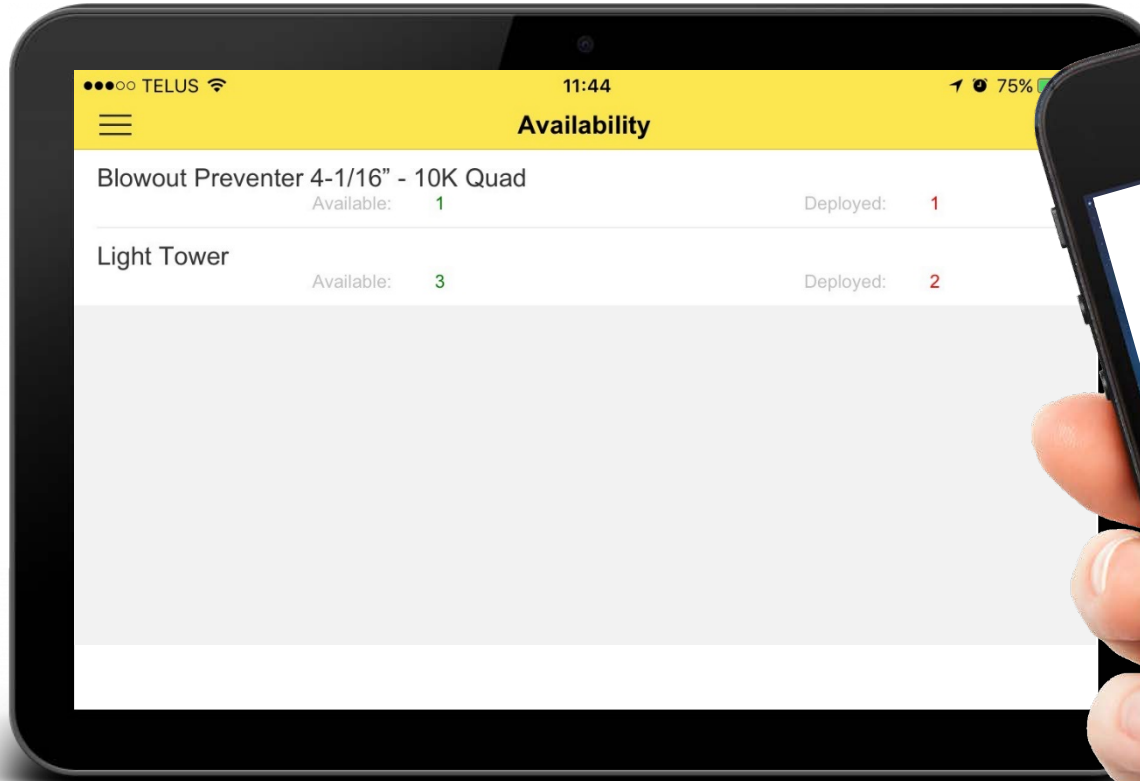 TELUS 11:44 75%
Availability
Blowout Preventer 4-1/16” - 10K Quad
Available: 1 Deployed: 1
Light Tower
Available: 3 Deployed: 2